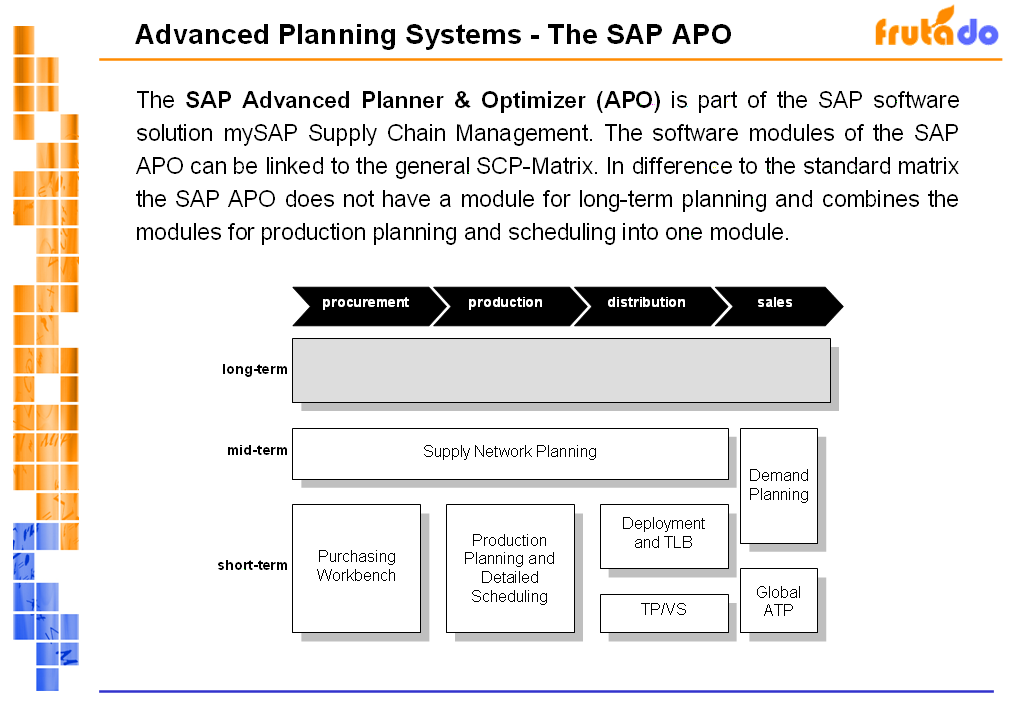 Advanced Planning Systems - The SAP APO
frutado
The SAP Advanced Planner & Optimizer (APO) is part of the SAP software
solution mySAP Supply Chain Management. The software modules of the SAP
APO can be linked to the general SCP-Matrix. In difference to the standard matrix
the SAP APO does not have a module for long-term planning and combines the
modules for production planning and scheduling into one module.
procurement production distribution sales
long-term
mid-term
Supply Network Planning
Demand
Planning
short-term
Purchasing
Workbench
Production
Planning and
Detailed
Scheduling
Deployment
and TLB
TP/VS
Global
ATP